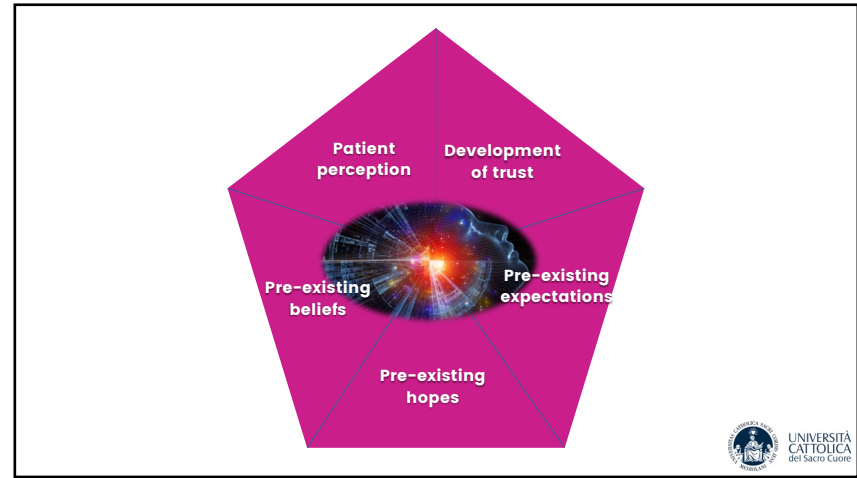 Patient
perception
Development
of trust
Pre-existing
beliefs
Pre-existing
expectations
Pre-existing
hopes
UNIVERSITÀ
CATTOLICA
del Sacro Cuore